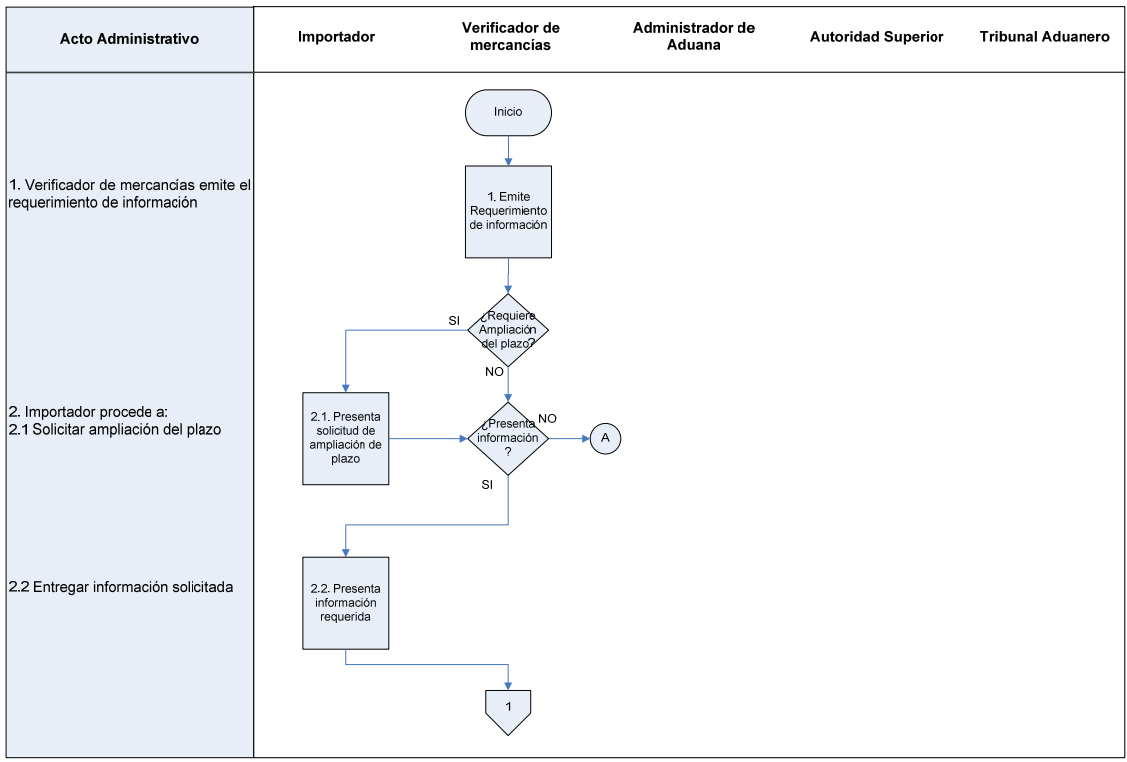 Acto Administrativo
Importador
Verificador de
mercancías
Administrador de
Aduana
Autoridad Superior
Tribunal Aduanero
Inicio
1. Verificador de mercancías emite el
requerimiento de información
1. Emite
Requerimiento
de información
¿Requiere
Ampliación
del plazo?
SI
NO
2. Importador procede a:
2.1 Solicitar ampliación del plazo
2.1. Presenta
solicitud de
ampliación de
plazo
¿Presenta
información
?
NO
A
SI
2.2 Entregar información solicitada
2.2. Presenta
información
requerida
1